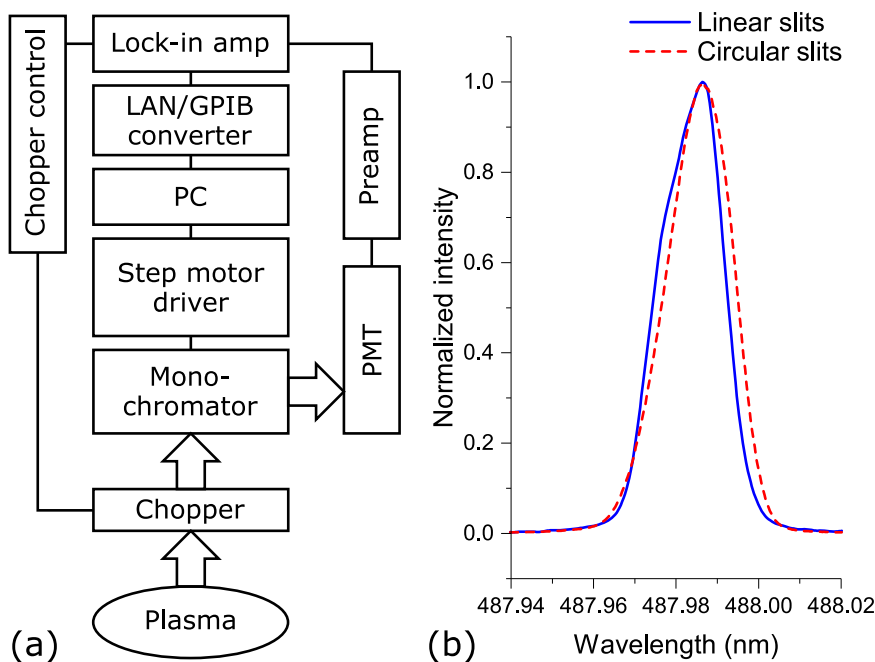 Chopper control
Lock-in amp
LAN/GPIB
converter
PC
Step motor
driver
Mono-
chromator
Chopper
Plasma
Preamp
PMT
(a)
Linear slits
Circular slits
Normalized intensity
1.0
0.8
0.6
0.4
0.2
0.0
487.94 487.96 487.98 488.00 488.02
Wavelength (nm)
(b)